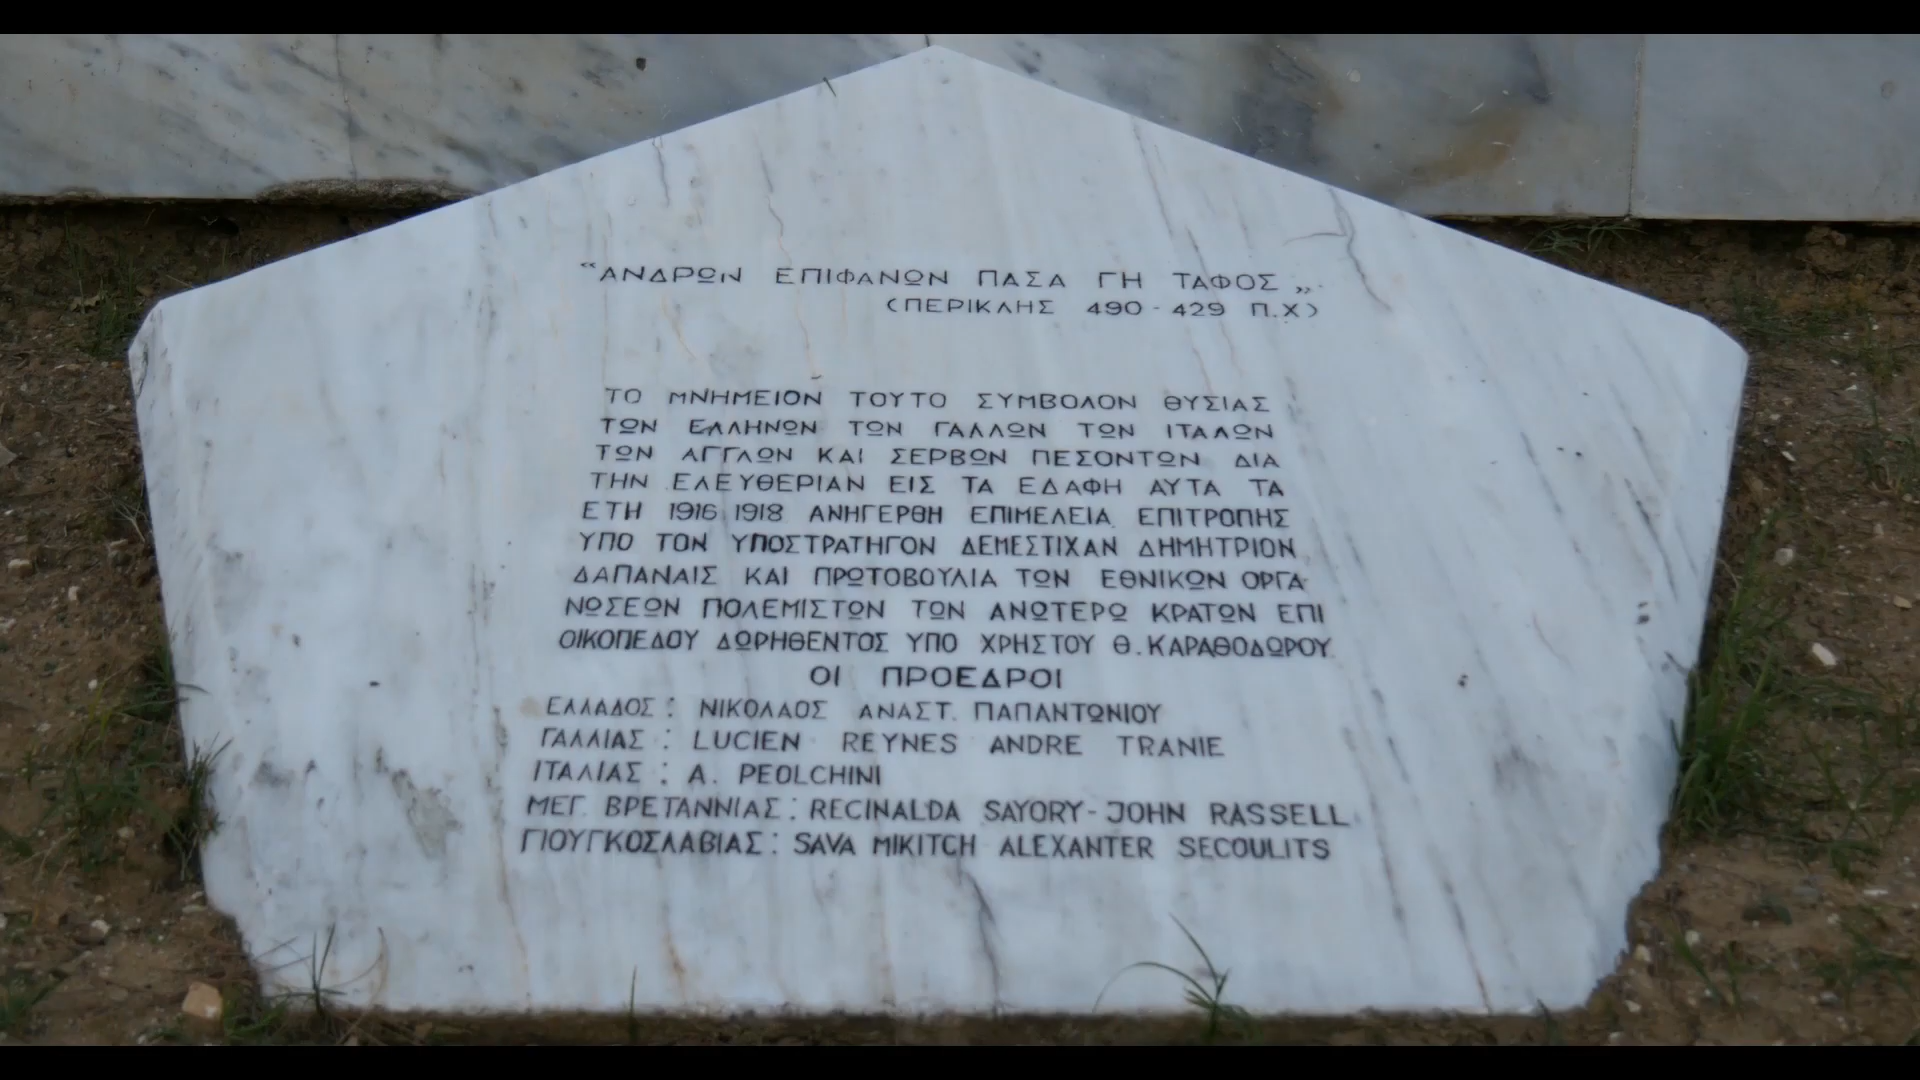 “ΑΝΔΡΩΝ ΕΠΙΦΑΝΩΝ ΠΑΣΑ ΓΗ ΤΑΦΟΣ„
(ΠΕΡΙΚΛΗΣ 490-429 Π.Χ)
ΤΟ ΜΝΗΜΕΙΟΝ ΤΟΥΤΟ ΣΥΜΒΟΛΟΝ ΘΥΣΙΑΣ
ΤΩΝ ΕΛΛΗΝΩΝ ΤΩΝ ΓΑΛΛΩΝ ΤΩΝ ΙΤΑΛΩΝ
ΤΩΝ ΑΓΓΛΩΝ ΚΑΙ ΣΕΡΒΩΝ ΠΕΣΟΝΤΩΝ ΔΙΑ
ΤΗΝ ΕΛΕΥΘΕΡΙΑΝ ΕΙΣ ΤΑ ΕΔΑΦΗ ΑΥΤΑ ΤΑ
ΕΤΗ 1916 1918 ΑΝΗΓΕΡΘΗ ΕΠΙΜΕΛΕΙΑ ΕΠΙΤΡΟΠΗΣ
ΥΠΟ ΤΟΝ ΥΠΟΣΤΡΑΤΗΓΟΝ ΔΕΜΕΣΤΙΧΑΝ ΔΗΜΗΤΡΙΟΝ
ΔΑΠΑΝΑΙΣ ΚΑΙ ΠΡΩΤΟΒΟΥΛΙΑ ΤΩΝ ΕΘΝΙΚΩΝ ΟΡΓΑ
ΝΩΣΕΩΝ ΠΟΛΕΜΙΣΤΩΝ ΤΩΝ ΑΝΩΤΕΡΩ ΚΡΑΤΩΝ ΕΠΙ
ΟΙΚΟΠΕΔΟΥ ΔΩΡΗΘΕΝΤΟΣ ΥΠΟ ΧΡΗΣΤΟΥ Θ. ΚΑΡΑΘΟΔΩΡΟΥ
ΟΙ ΠΡΟΕΔΡΟΙ
ΕΛΛΑΔΟΣ: ΝΙΚΟΛΑΟΣ ΑΝΑΣΤ. ΠΑΠΑΝΤΩΝΙΟΥ
ΓΑΛΛΙΑΣ: LUCIEN REYNES ANDRE TRANIE
ΙΤΑΛΙΑΣ: A. PEOLCHINI
ΜΕΓ. ΒΡΕΤΑΝΝΙΑΣ: RECINALDA SAYORY-JOHN RASSELL
ΓΙΟΥΓΚΟΣΛΑΒΙΑΣ: SAVA MIKITCH ALEXANTER SECOULITS